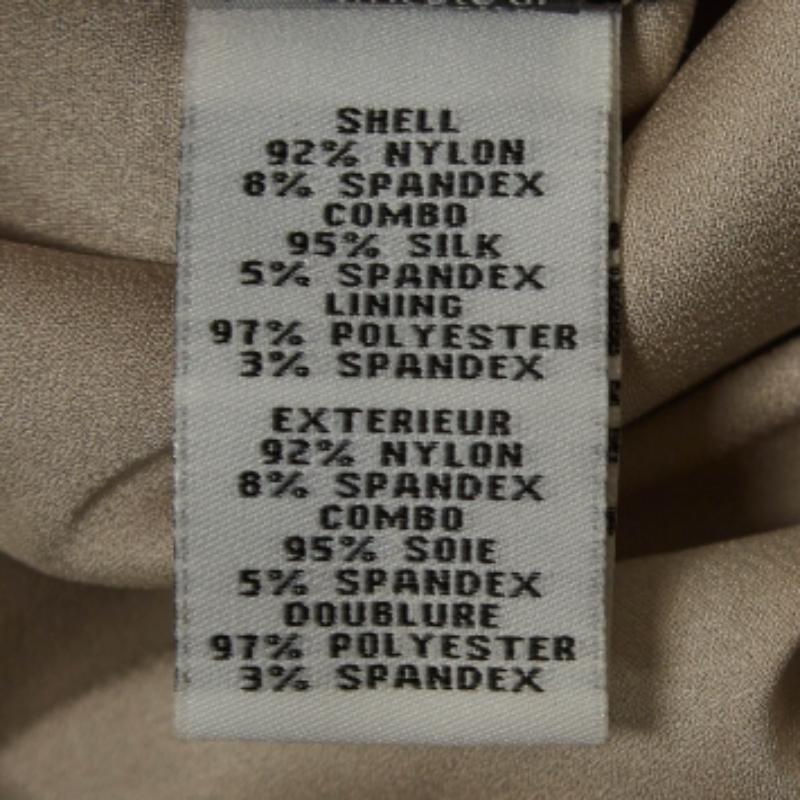 SHELL
92% NYLON
8% SPANDEX
COMBO
95% SILK
5% SPANDEX
LINING
97% POLYESTER
3% SPANDEX
EXTERIEUR
92% NYLON
8% SPANDEX
COMBO
95% SOIE
5% SPANDEX
DOUBLURE
97% POLYESTER
3% SPANDEX